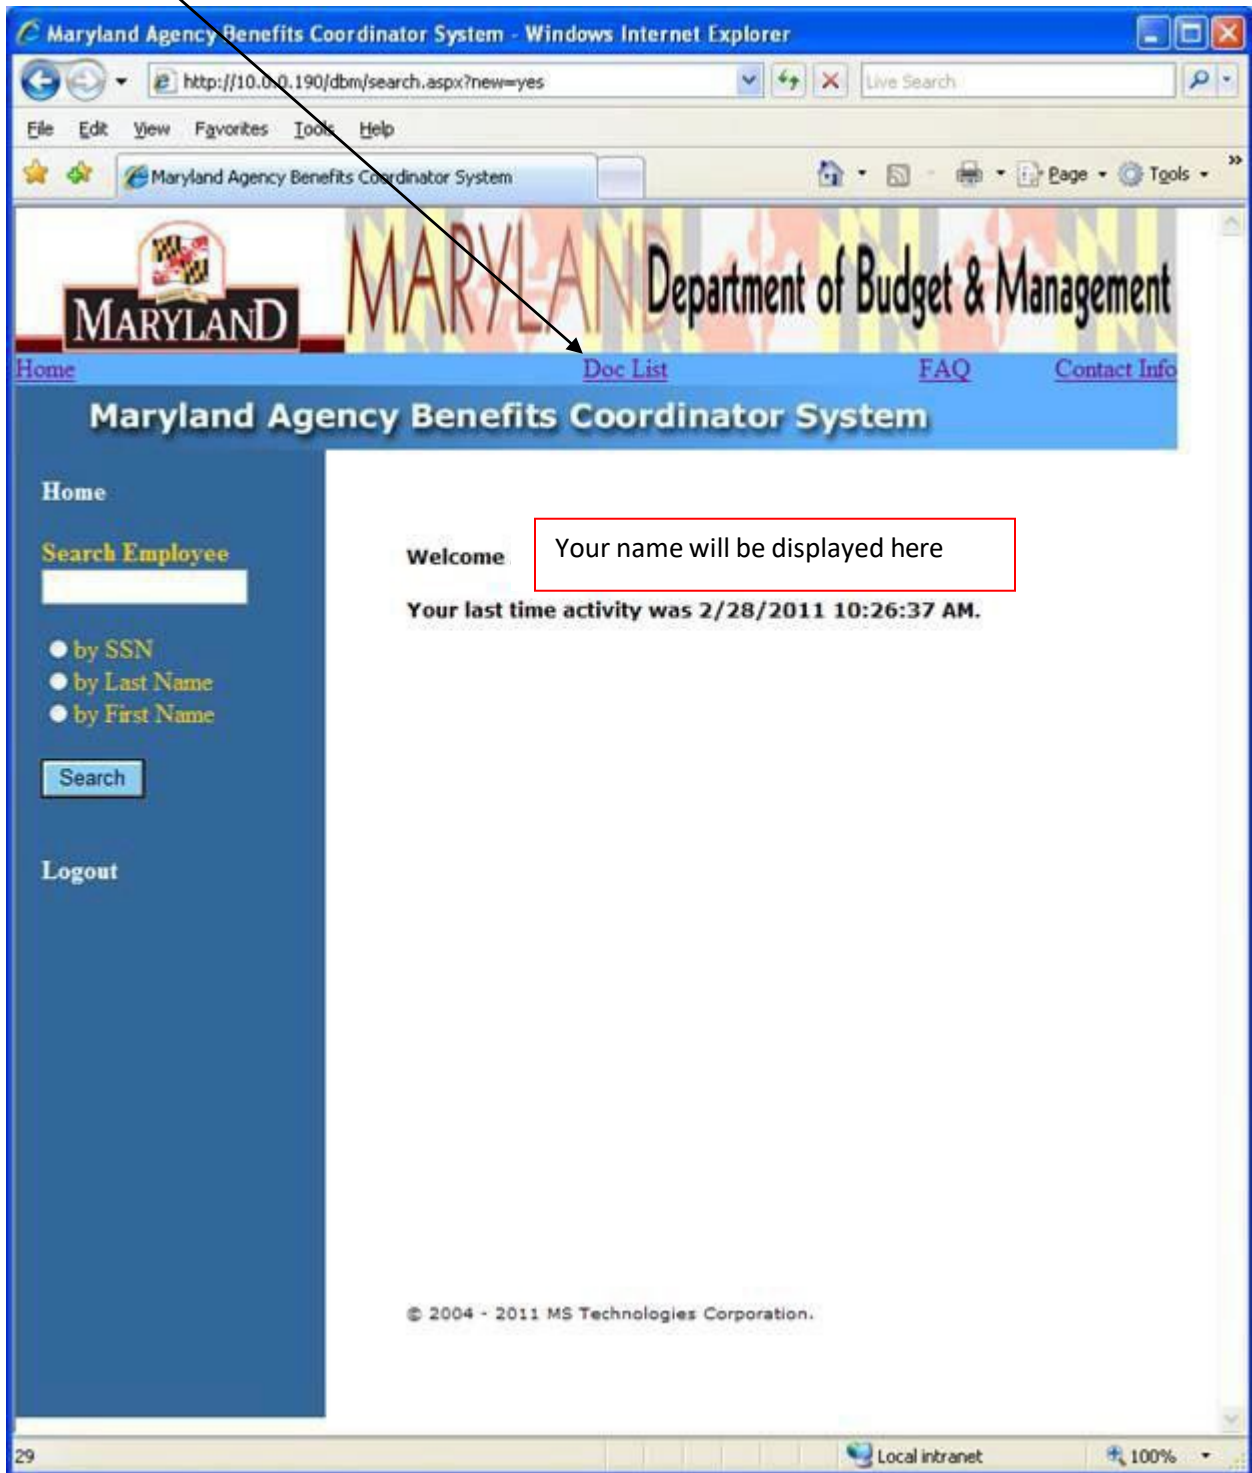 Maryland Agency Benefits Coordinator System - Windows Internet Explorer
http://10.0.0.190/dbm/search.aspx?new=yes
Live Search
File Edit View Favorites Tools Help
Maryland Agency Benefits Coordinator System
Page Tools
MARYLAND
MARYLAND Department of Budget & Management
Home Doc List FAQ Contact Info
Maryland Agency Benefits Coordinator System
Home
Search Employee
by SSN
by Last Name
by First Name
Search
Logout
Welcome Your name will be displayed here
Your last time activity was 2/28/2011 10:26:37 AM.
© 2004 - 2011 MS Technologies Corporation.
29 Local intranet 100%